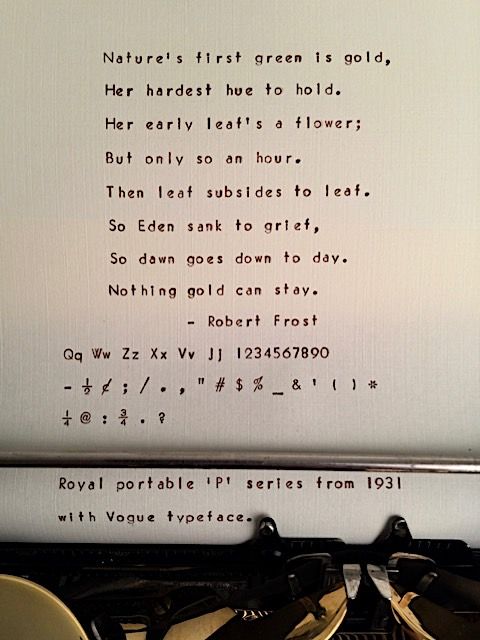 Nature's first green is gold,
Her hardest hue to hold.
Her early leaf's a flower;
But only so an hour.
Then leaf subsides to leaf.
So Eden sank to grief,
So dawn goes down to day.
Nothing gold can stay.
- Robert Frost
Qq Ww Zz Xx Vv Jj 1234567890
- ½ ¢ ; / . , " # $ % _ & ' ( ) *
¼ @ : ¾ . ?
Royal portable 'P' series from 1931
with Vogue typeface.